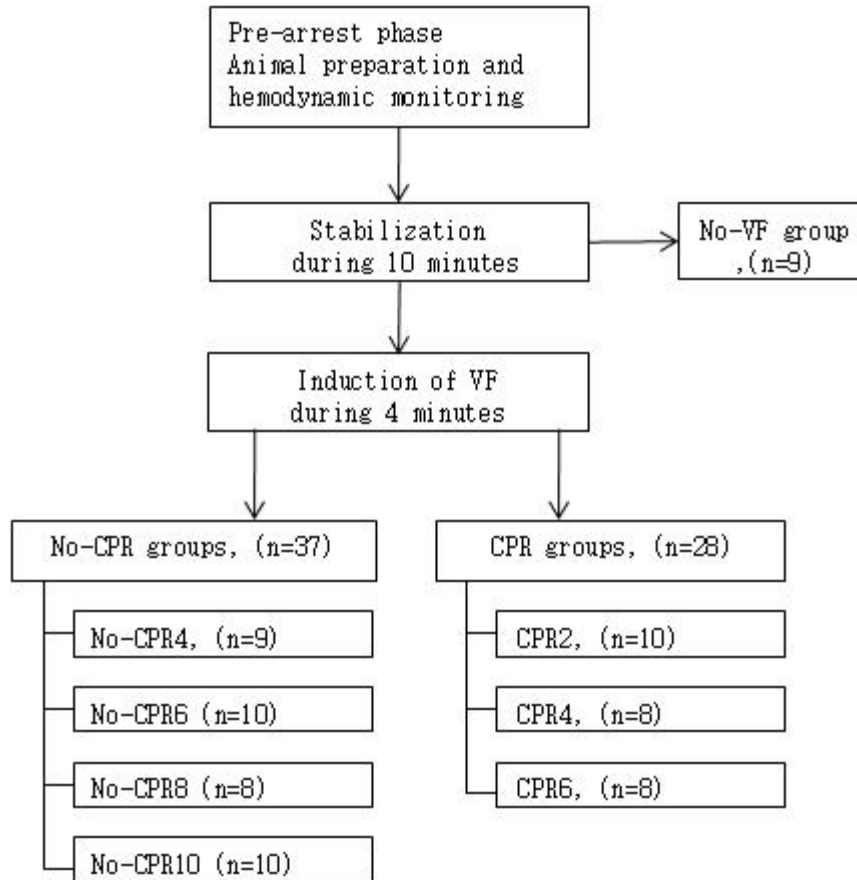 Pre-arrest phase
Animal preparation and
hemodynamic monitoring
Stabilization
during 10 minutes
No-VF group
,(n=9)
Induction of VF
during 4 minutes
No-CPR groups, (n=37)
No-CPR4, (n=9)
No-CPR6 (n=10)
No-CPR8 (n=8)
No-CPR10 (n=10)
CPR groups, (n=28)
CPR2, (n=10)
CPR4, (n=8)
CPR6, (n=8)